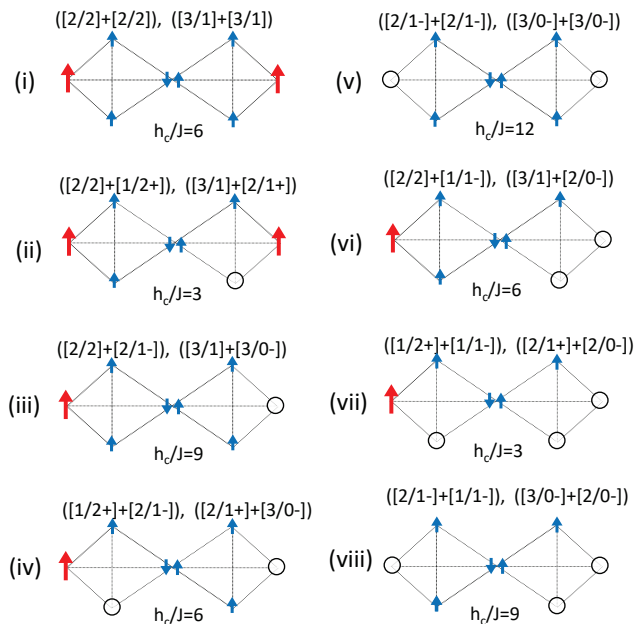 ([2/2]+[2/2]), ([3/1]+[3/1])
(i)
h_c/J=6
([2/2]+[1/2+]), ([3/1]+[2/1+])
(ii)
h_c/J=3
([2/2]+[2/1-]), ([3/1]+[3/0-])
(iii)
h_c/J=9
([1/2+]+[2/1-]), ([2/1+]+[3/0-])
(iv)
h_c/J=6
([2/1-]+[2/1-]), ([3/0-]+[3/0-])
(v)
h_c/J=12
([2/2]+[1/1-]), ([3/1]+[2/0-])
(vi)
h_c/J=6
([1/2+]+[1/1-]), ([2/1+]+[2/0-])
(vii)
h_c/J=3
([2/1-]+[1/1-]), ([3/0-]+[2/0-])
(viii)
h_c/J=9